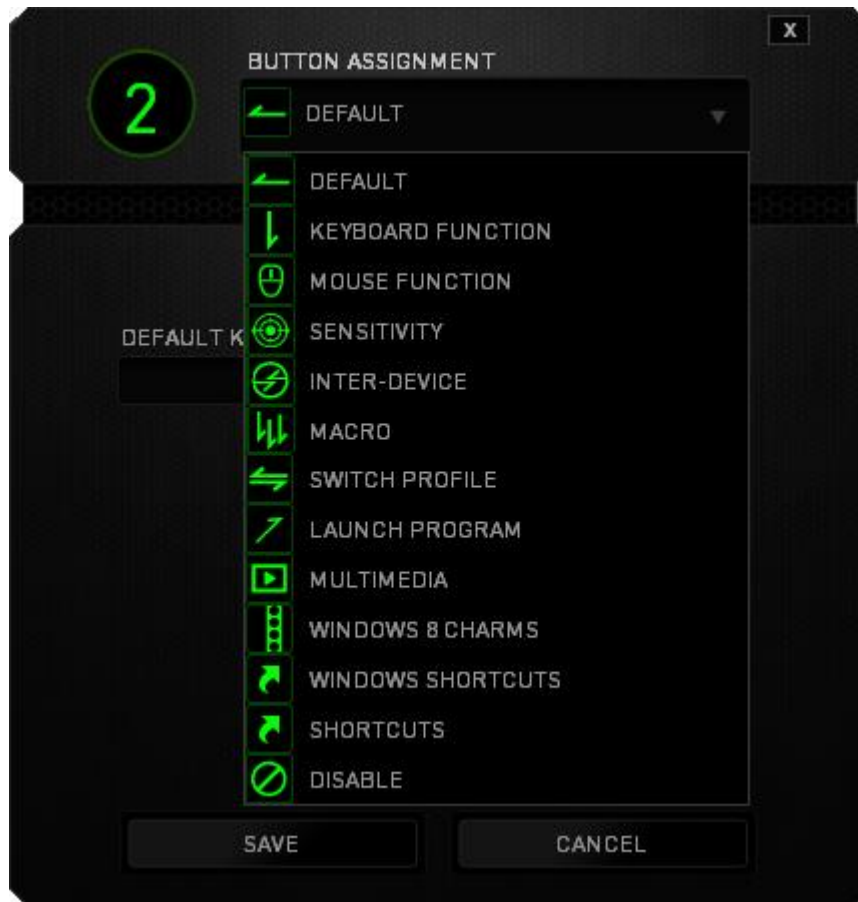 X
BUTTON ASSIGNMENT
2
DEFAULT
DEFAULT
KEYBOARD FUNCTION
MOUSE FUNCTION
SENSITIVITY
DEFAULT K
INTER-DEVICE
MACRO
SWITCH PROFILE
LAUNCH PROGRAM
MULTIMEDIA
WINDOWS 8 CHARMS
WINDOWS SHORTCUTS
SHORTCUTS
DISABLE
SAVE
CANCEL